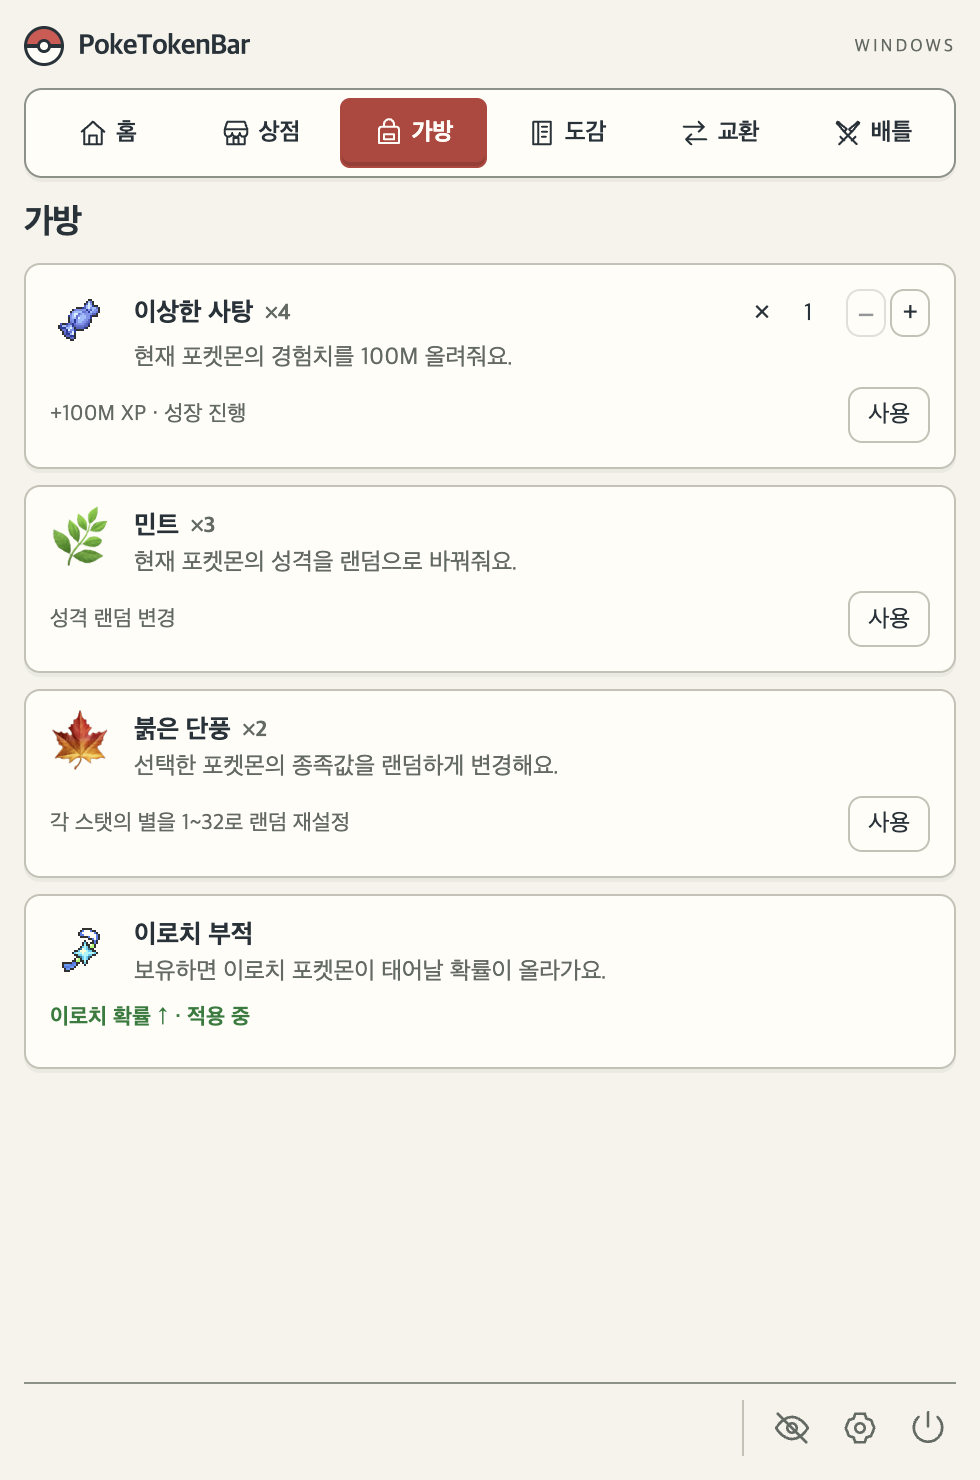 PokeTokenBar
WINDOWS
홈 상점 가방 도감 교환 배틀
가방
이상한 사탕 ×4 × 1 – +
현재 포켓몬의 경험치를 100M 올려줘요.
+100M XP · 성장 진행 사용
민트 ×3
현재 포켓몬의 성격을 랜덤으로 바꿔줘요.
성격 랜덤 변경 사용
붉은 단풍 ×2
선택한 포켓몬의 종족값을 랜덤하게 변경해요.
각 스탯의 별을 1~32로 랜덤 재설정 사용
이로치 부적
보유하면 이로치 포켓몬이 태어날 확률이 올라가요.
이로치 확률 ↑ · 적용 중